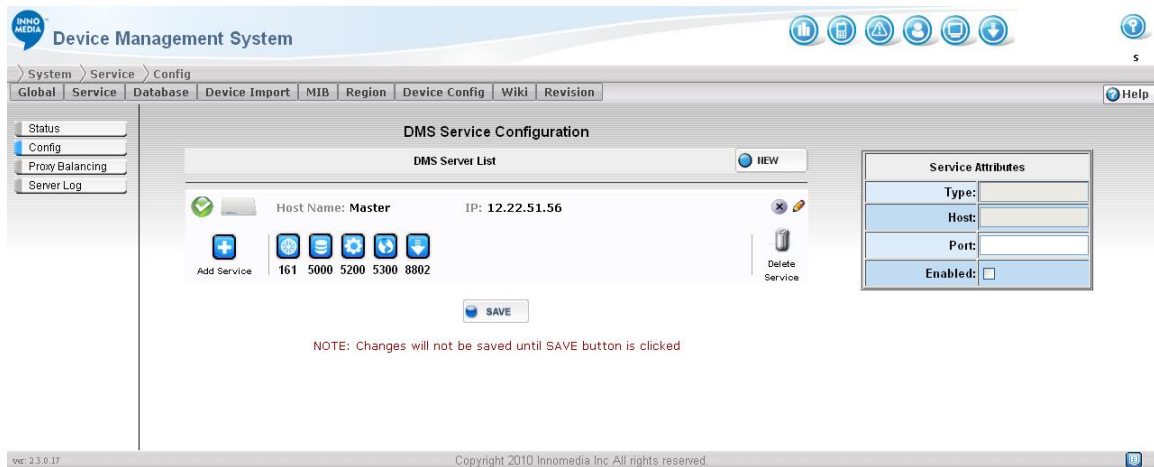 INNO
MEDIA
Device Management System
s
System Service Config
Global Service Database Device Import MIB Region Device Config Wiki Revision
Help
Status
Config
Proxy Balancing
Server Log
DMS Service Configuration
DMS Server List
NEW
Host Name: Master IP: 12.22.51.56
Add Service
161 5000 5200 5300 8802
Delete
Service
SAVE
NOTE: Changes will not be saved until SAVE button is clicked
Service Attributes
Type:
Host:
Port:
Enabled:
ver: 2.3.0.17
Copyright 2010 Innomedia Inc All rights reserved.